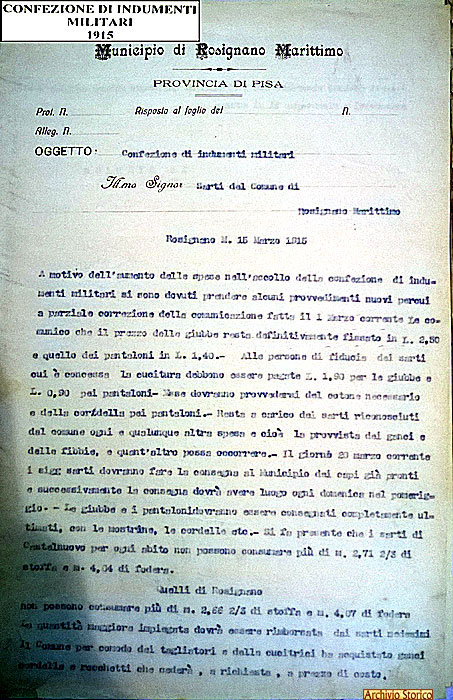 CONFEZIONE DI INDUMENTI
MILITARI
1915
Municipio di Rosignano Marittimo
PROVINCIA DI PISA
Prot. N. Risposta al foglio del N.
Alleg. N.
OGGETTO: Confezione di indumenti militari
Ill.mo Signor Sarti del Comune di
Rosignano Marittimo
Rosignano M. 15 Marzo 1915
A motivo dell'aumento delle spese nell'accollo della confezione di indu-
menti militari si sono dovuti prendere alcuni provvedimenti nuovi percui
a parziale correzione della comunicazione fatta il 1 Marzo corrente Le co-
munico che il prezzo delle giubbe resta definitivamente fissato in L. 2,50
e quello dei pantaloni in L. 1,40.- Alle persone di fiducia dei sarti
cui è concessa la cucitura debbono essere pagate L. 1,90 per le giubbe e
L. 0,90 pei pantaloni- Esse dovranno provvedersi del cotone necessario
e della cordella pei pantaloni.- Resta a carico dei sarti riconosciuti
dal comune ogni e qualunque altra spesa e cioè la provvista dei ganci e
delle fibbie, e quant'altro possa occorrere.- Il giorno 20 marzo corrente
i sigg sarti dovranno fare la consegna al Municipio dei capi già pronti
e successivamente la consegna dovrà avere luogo ogni domenica nel pomerig-
gio.- Le giubbe e i pantalonidovranno essere consegnati completamente ul-
timati, con le mostrine, le cordelle etc.- Si fa presente che i sarti di
Castelnuovo per ogni abito non possono consumare più di m. 2,71 2/3 di
stoffa e m. 4,04 di fodera.
Quelli di Rosignano
non possono consumare più di m. 2,66 2/3 di stoffa e m. 4,07 di fodera
La quantità maggiore impiegata dovrà essere rimborsata dai sarti medesimi
Il Comune per comodo dei tagliatori e delle cucitrici ha acquistato ganci
cordelle e rocchetti che cederà, a richiesta, a prezzo di costo.
Archivio Storico